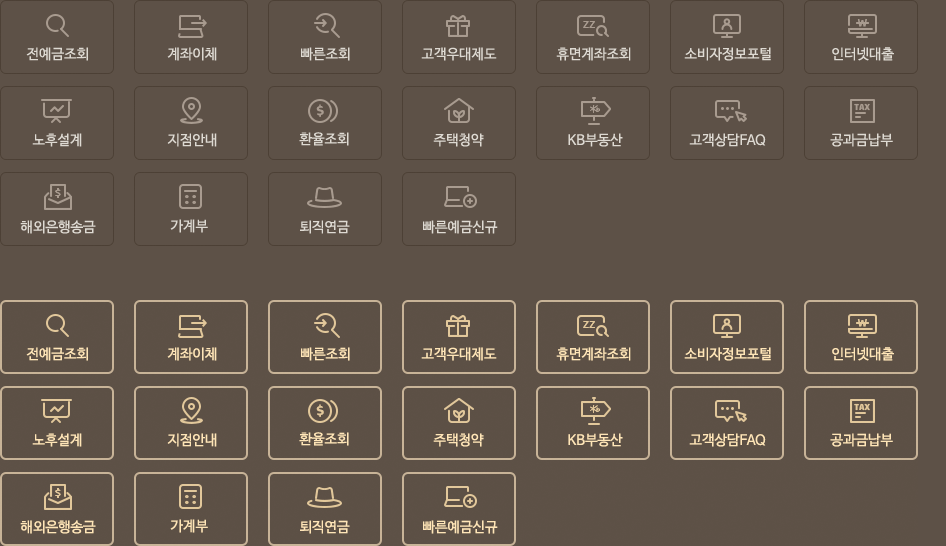 전예금조회
계좌이체
빠른조회
고객우대제도
ZZ
휴면계좌조회
소비자정보포털
₩
인터넷대출
노후설계
지점안내
$
환율조회
주택청약
KB부동산
고객상담FAQ
TAX
공과금납부
$
해외은행송금
가계부
퇴직연금
빠른예금신규
전예금조회
계좌이체
빠른조회
고객우대제도
ZZ
휴면계좌조회
소비자정보포털
₩
인터넷대출
노후설계
지점안내
$
환율조회
주택청약
KB부동산
고객상담FAQ
TAX
공과금납부
$
해외은행송금
가계부
퇴직연금
빠른예금신규